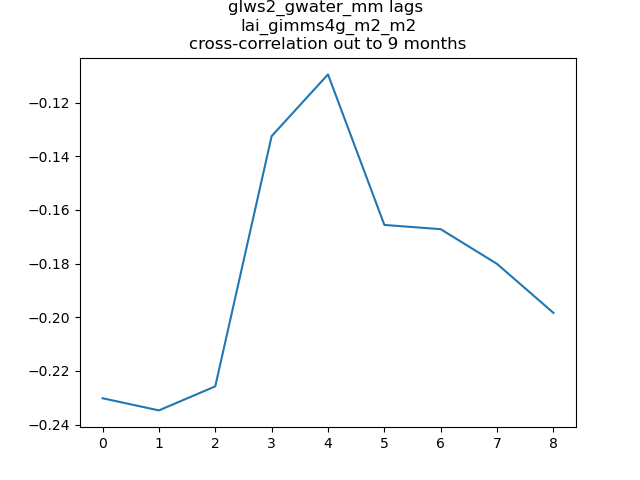 glws2_gwater_mm lags
lai_gimms4g_m2_m2
cross-correlation out to 9 months
−0.12
−0.14
−0.16
−0.18
−0.20
−0.22
−0.24
0 1 2 3 4 5 6 7 8